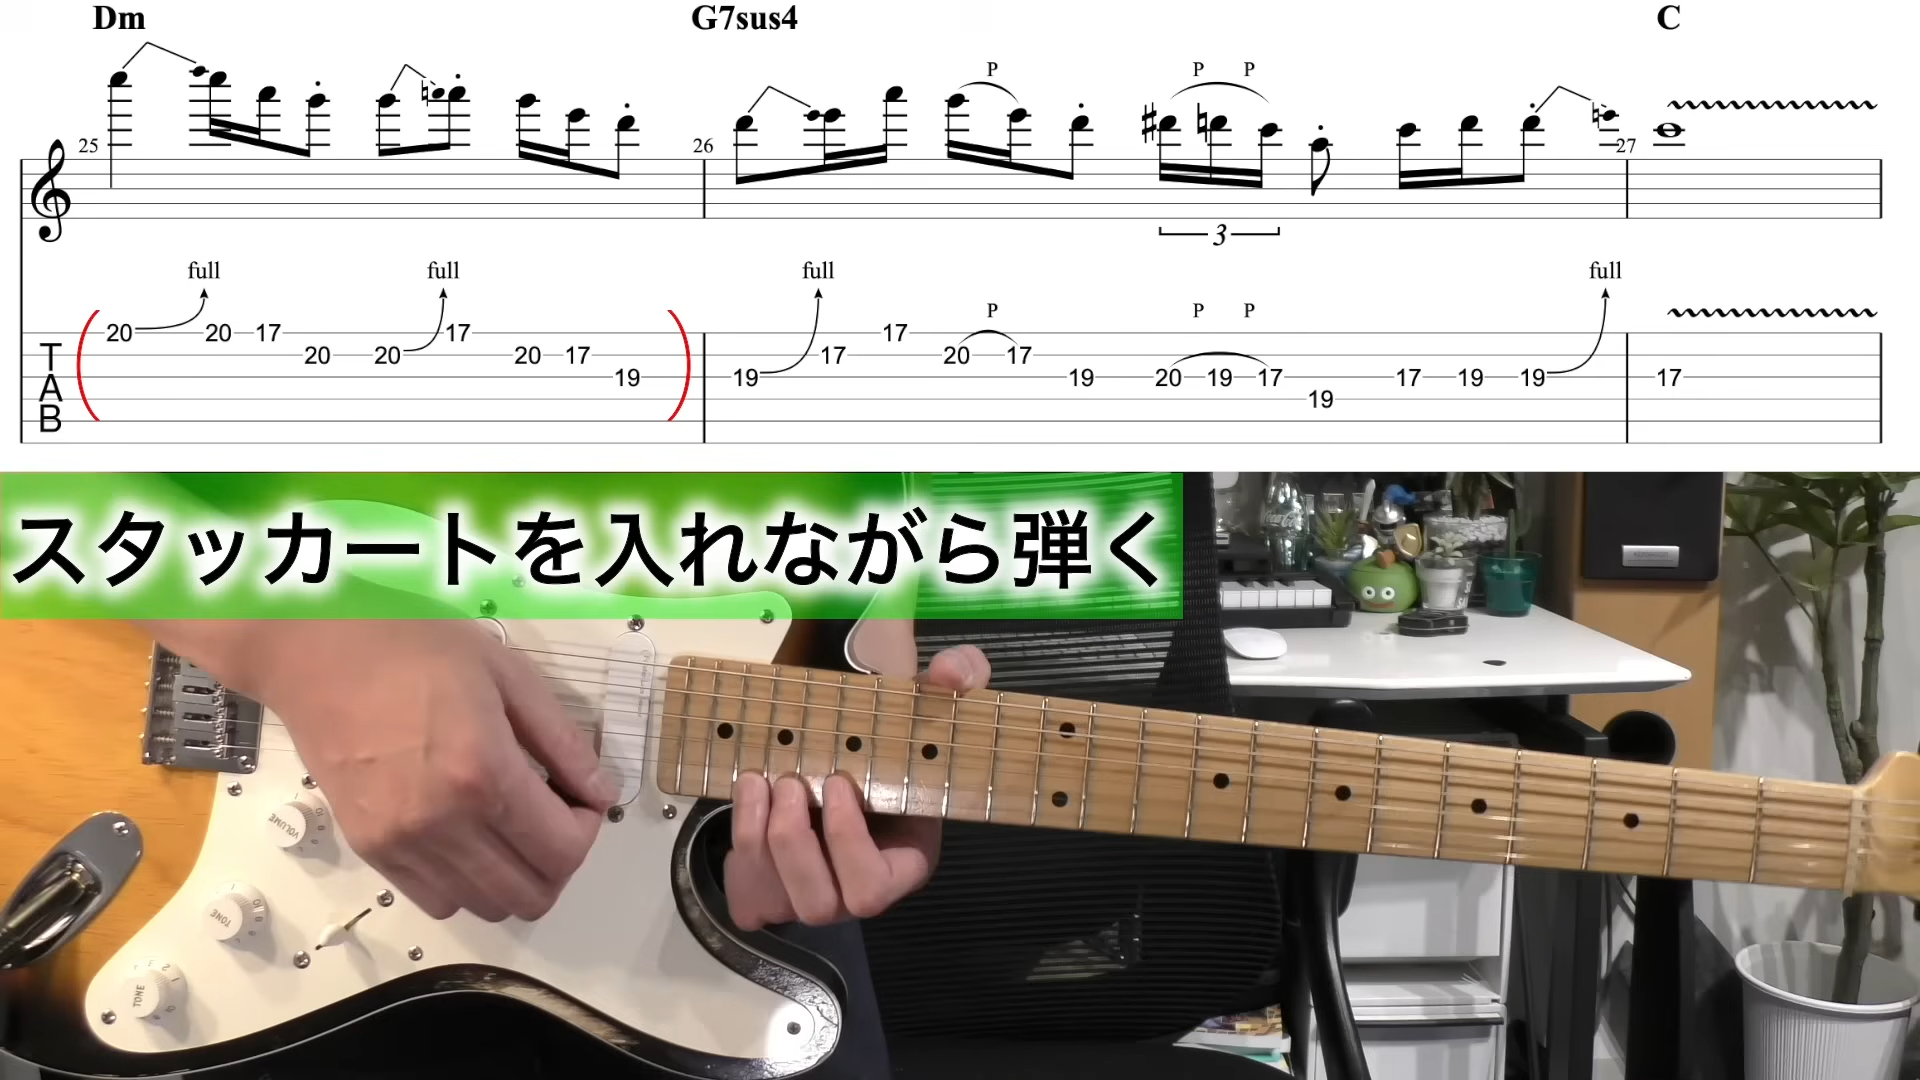 Dm G7sus4 C
P P P
25 26 27
3
full full full full
P P P
20 20 17 17 17
T 20 20 20 17 17 20 17
A 19 19 19 20 19 17 17 19 19 17
B 19
スタッカートを入れながら弾く
VOLUME
TONE
TONE